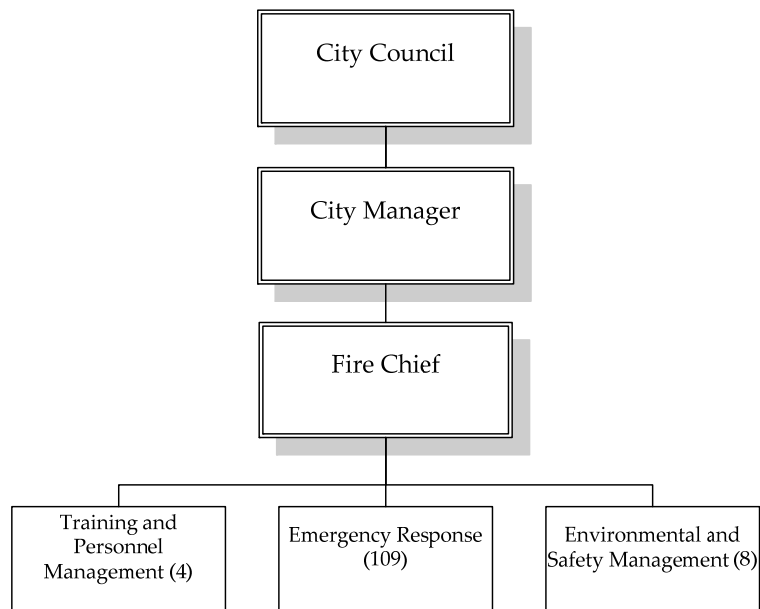 City Council
City Manager
Fire Chief
Training and
Personnel
Management (4)
Emergency Response
(109)
Environmental and
Safety Management (8)